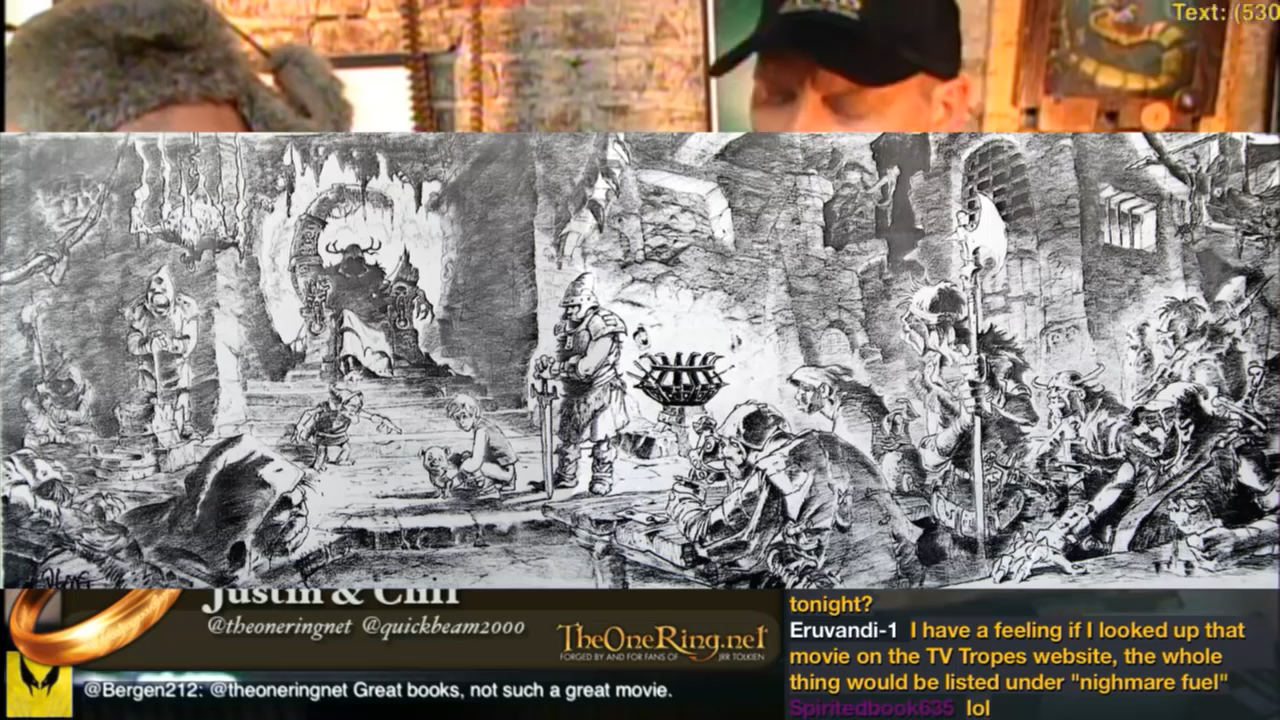 Text: (530
Justin & Cliff
@theoneringnet @quickbeam2000
TheOneRing.net
FORGED BY AND FOR FANS OF JRR TOLKIEN
@Bergen212: @theoneringnet Great books, not such a great movie.
tonight?
Eruvandi-1 I have a feeling if I looked up that
movie on the TV Tropes website, the whole
thing would be listed under "nighmare fuel"
Spiritedbook635 lol